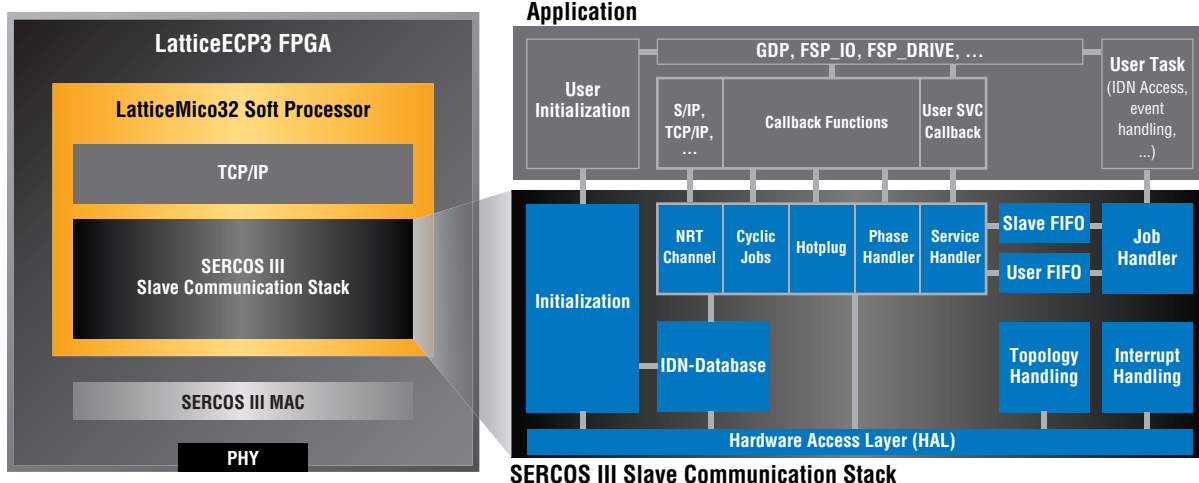 LatticeECP3 FPGA
LatticeMico32 Soft Processor
TCP/IP
SERCOS III
Slave Communication Stack
SERCOS III MAC
PHY
Application
User
Initialization
GDP, FSP_IO, FSP_DRIVE, …
S/IP,
TCP/IP,
…
Callback Functions
User SVC
Callback
User Task
(IDN Access,
event
handling,
...)
Initialization
NRT
Channel
Cyclic
Jobs
Hotplug
Phase
Handler
Service
Handler
Slave FIFO
User FIFO
Job
Handler
IDN-Database
Topology
Handling
Interrupt
Handling
Hardware Access Layer (HAL)
SERCOS III Slave Communication Stack